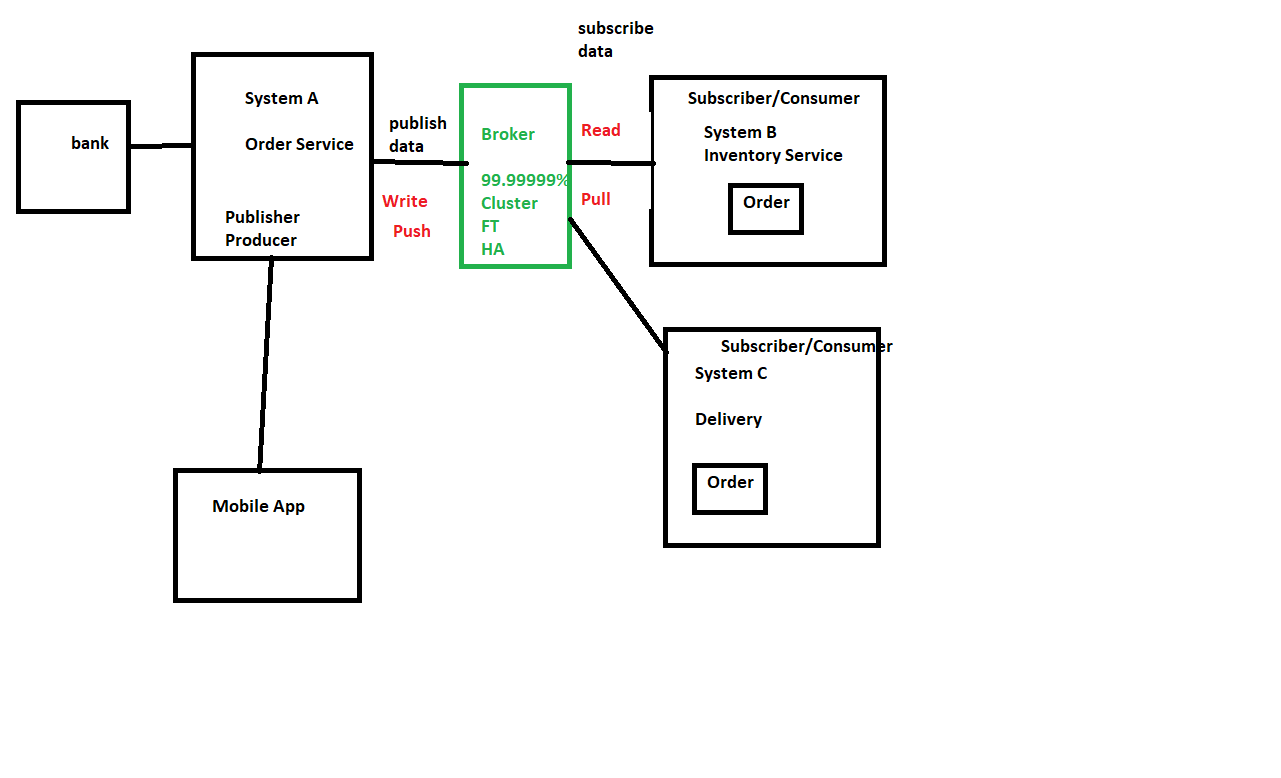 bank
System A
Order Service
Publisher
Producer
publish
data
Write
Push
Broker
99.99999%
Cluster
FT
HA
subscribe
data
Read
Pull
Subscriber/Consumer
System B
Inventory Service
Order
Subscriber/Consumer
System C
Delivery
Order
Mobile App